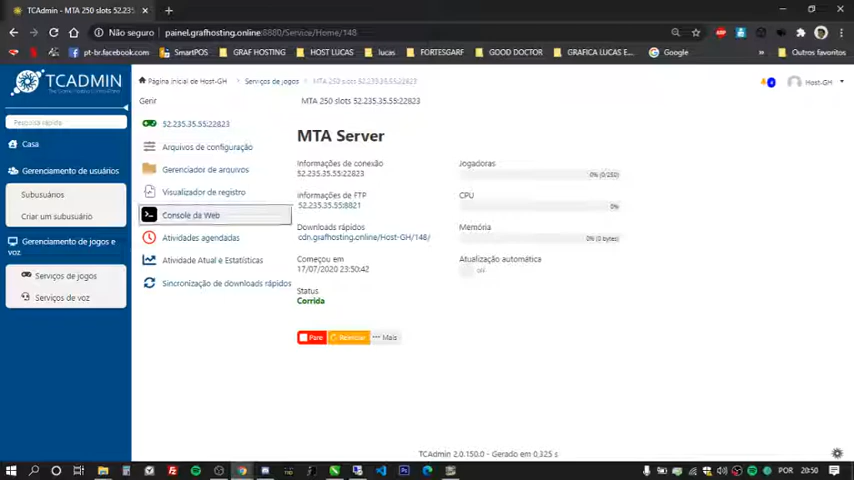 TCAdmin - MTA 250 slots 52.235.
Não seguro
painel.grafhosting.online:8880/Service/Home/148
pt-br.facebook.com
SmartPOS
GRAF HOSTING
HOST LUCAS
lucas
FORTESGARF
GOOD DOCTOR
GRAFICA LUCAS E...
Google
Outros favoritos
TCADMIN
Pesquisa rápida
Casa
Gerenciamento de usuários
Subusuários
Criar um subusuário
Gerenciamento de jogos e
voz
Serviços de jogos
Serviços de voz
Página inicial de Host-GH
Serviços de jogos
MTA 250 slots 52.235.35.55:22823
Host-GH
Gerir
52.235.35.55:22823
Arquivos de configuração
Gerenciador de arquivos
Visualizador de registro
Console da Web
Atividades agendadas
Atividade Atual e Estatísticas
Sincronização de downloads rápidos
MTA 250 slots 52.235.35.55:22823
MTA Server
Informações de conexão
52.235.35.55:22823
Informações de FTP
52.235.35.55:8821
Downloads rápidos
cdn.grafhosting.online/Host-GH/148/
Começou em
17/07/2020 23:50:42
Status
Corrida
Jogadoras
0% (0/250)
CPU
0%
Memória
0% (0 bytes)
Atualização automática
OFF
Pare
Reiniciar
Mais
TCAdmin 2.0.150.0 - Gerado em 0,325 s
POR
20:50